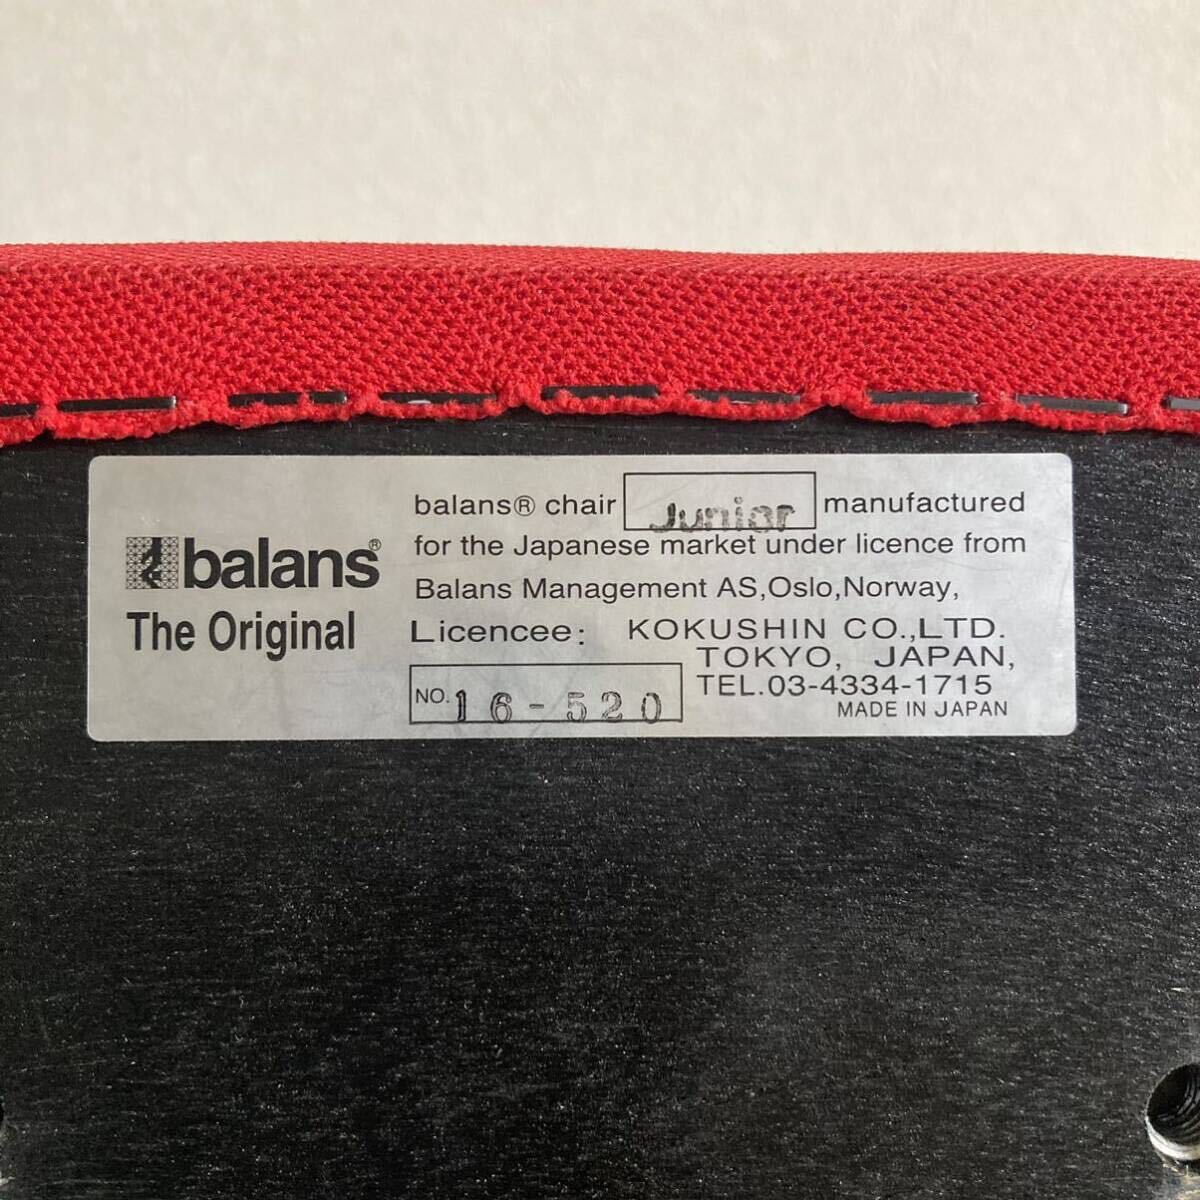 balans®
The Original
balans® chair Junior manufactured
for the Japanese market under licence from
Balans Management AS,Oslo,Norway,
Licencee: KOKUSHIN CO.,LTD.
TOKYO, JAPAN,
NO. 16-520 TEL.03-4334-1715
MADE IN JAPAN